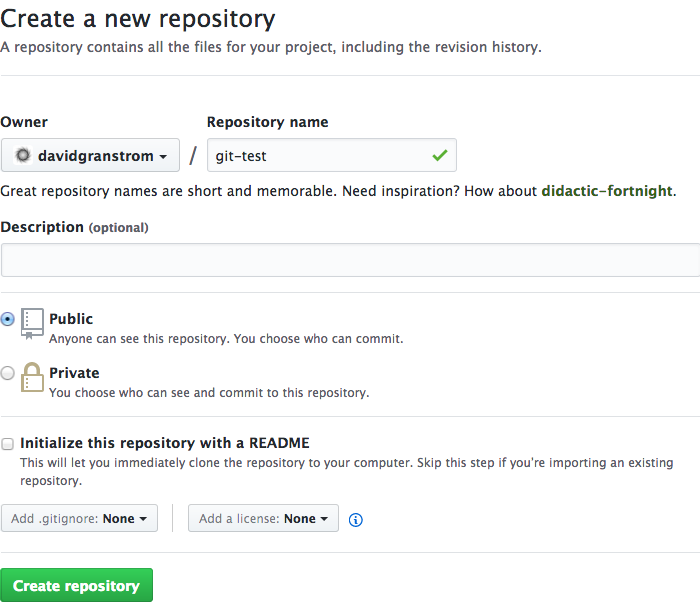 Create a new repository
A repository contains all the files for your project, including the revision history.
Owner
Repository name
davidgranstrom / git-test
Great repository names are short and memorable. Need inspiration? How about didactic-fortnight.
Description (optional)
Public
Anyone can see this repository. You choose who can commit.
Private
You choose who can see and commit to this repository.
Initialize this repository with a README
This will let you immediately clone the repository to your computer. Skip this step if you're importing an existing
repository.
Add .gitignore: None
Add a license: None
Create repository